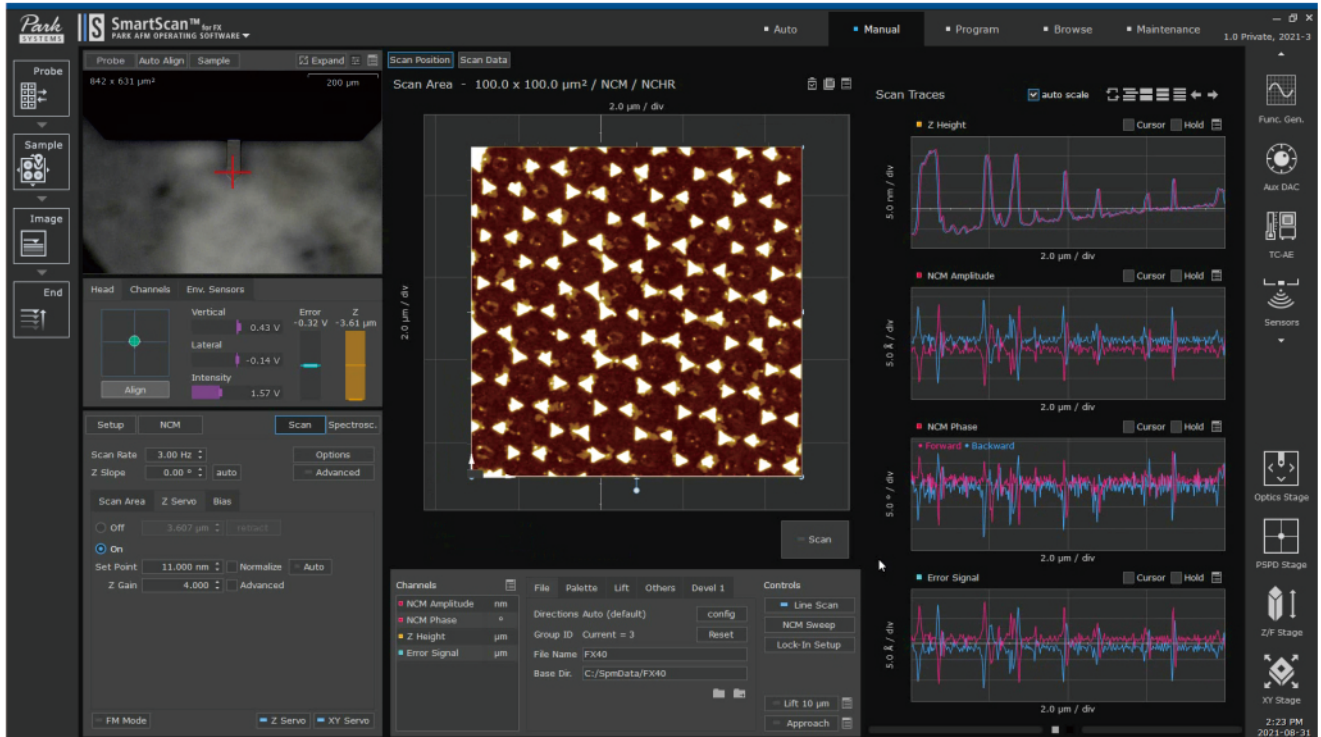 Park
SYSTEMS
SmartScan™ for FX
PARK AFM OPERATING SOFTWARE
Auto
Manual
Program
Browse
Maintenance
1.0 Private, 2021-3
Probe
Sample
Image
End
Probe
Auto Align
Sample
Expand
842 x 631 µm²
200 µm
Head
Channels
Env. Sensors
Vertical
0.43 V
Lateral
-0.14 V
Intensity
1.57 V
Error
-0.32 V
Z
-3.61 µm
Align
Setup
NCM
Scan
Spectrosc.
Scan Rate 3.00 Hz
Options
Z Slope 0.00 ° auto
Advanced
Scan Area
Z Servo
Bias
Off 3.607 µm retract
On
Set Point 11.000 nm Normalize Auto
Z Gain 4.000 Advanced
FM Mode
Z Servo
XY Servo
Scan Position
Scan Data
Scan Area - 100.0 x 100.0 µm² / NCM / NCHR
2.0 µm / div
2.0 µm / div
Scan
Channels
NCM Amplitude nm
NCM Phase °
Z Height µm
Error Signal µm
File
Palette
Lift
Others
Devel 1
Directions Auto (default)
config
Group ID Current = 3
Reset
File Name FX40
Base Dir. C:/SpmData/FX40
Controls
Line Scan
NCM Sweep
Lock-In Setup
Lift 10 µm
Approach
Scan Traces
auto scale
Z Height
Cursor
Hold
5.0 nm / div
2.0 µm / div
NCM Amplitude
Cursor
Hold
5.0 Å / div
2.0 µm / div
NCM Phase
Cursor
Hold
Forward
Backward
5.0 ° / div
2.0 µm / div
Error Signal
Cursor
Hold
5.0 Å / div
2.0 µm / div
Func. Gen.
Aux DAC
TC-AE
Sensors
Optics Stage
PSPD Stage
Z/F Stage
XY Stage
2:23 PM
2021-08-31